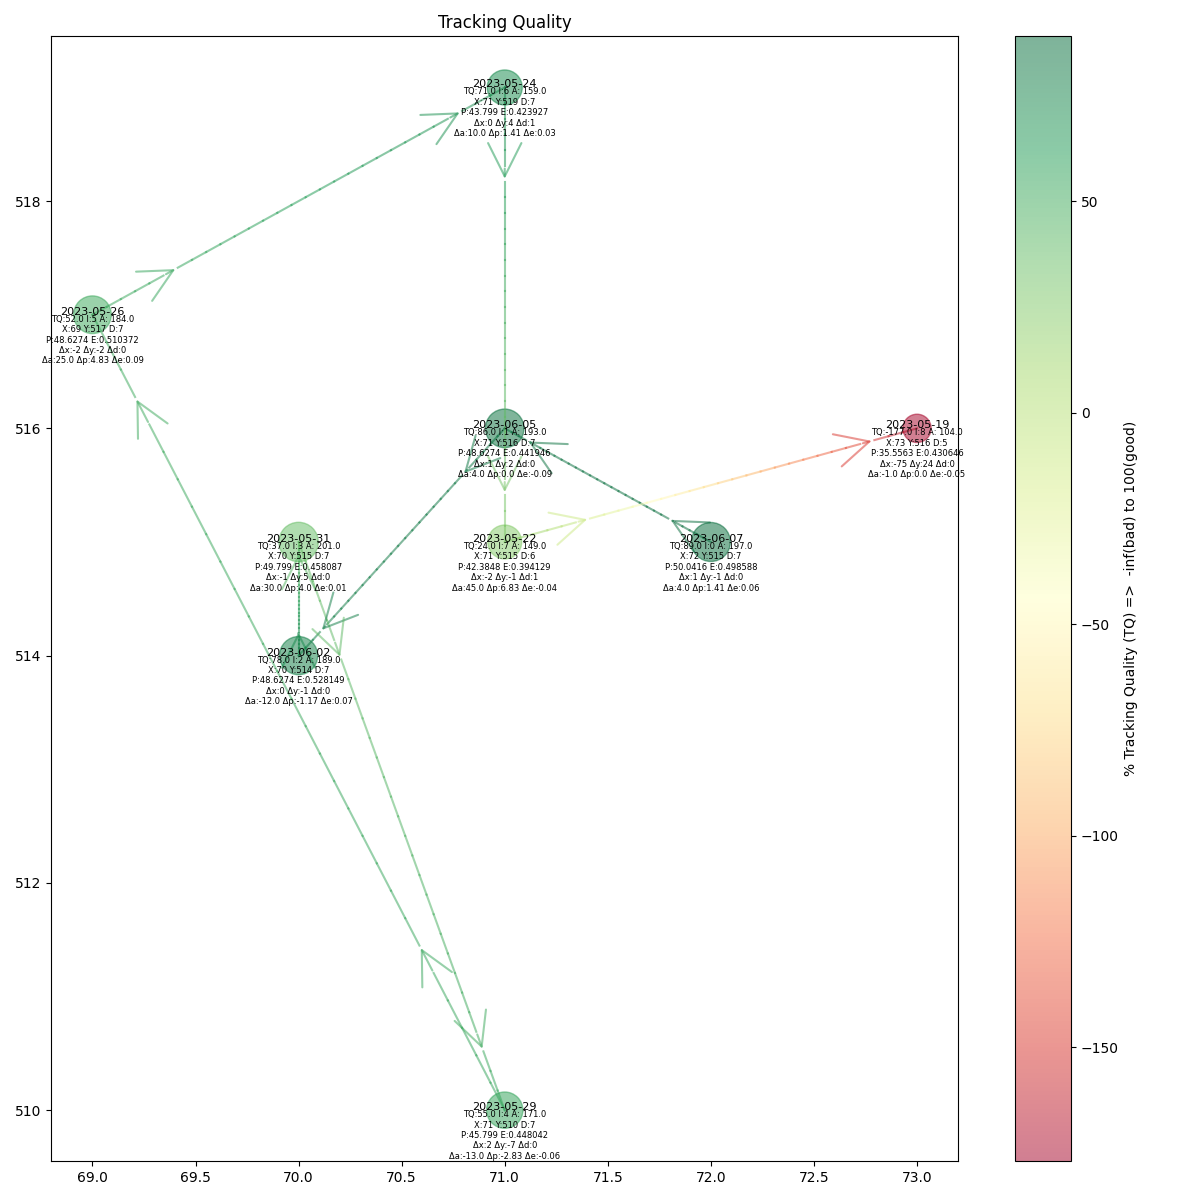 Tracking Quality
2023-05-24
TQ:71.0 I:6 A: 159.0
X:71 Y:519 D:7
P:43.799 E:0.423927
Δx:0 Δy:4 Δd:1
Δa:10.0 Δp:1.41 Δe:0.03
2023-05-26
TQ:52.0 I:5 A: 184.0
X:69 Y:517 D:7
P:48.6274 E:0.510372
Δx:-2 Δy:-2 Δd:0
Δa:25.0 Δp:4.83 Δe:0.09
2023-06-05
TQ:86.0 I:1 A: 193.0
X:71 Y:516 D:7
P:48.6274 E:0.441946
Δx:1 Δy:2 Δd:0
Δa:4.0 Δp:0.0 Δe:-0.09
2023-05-19
TQ:-177.0 I:8 A: 104.0
X:73 Y:516 D:5
P:35.5563 E:0.430646
Δx:-75 Δy:24 Δd:0
Δa:-1.0 Δp:0.0 Δe:-0.05
2023-05-31
TQ:37.0 I:3 A: 201.0
X:70 Y:515 D:7
P:49.799 E:0.458087
Δx:-1 Δy:5 Δd:0
Δa:30.0 Δp:4.0 Δe:0.01
2023-05-22
TQ:24.0 I:7 A: 149.0
X:71 Y:515 D:6
P:42.3848 E:0.394129
Δx:-2 Δy:-1 Δd:1
Δa:45.0 Δp:6.83 Δe:-0.04
2023-06-07
TQ:89.0 I:0 A: 197.0
X:72 Y:515 D:7
P:50.0416 E:0.498588
Δx:1 Δy:-1 Δd:0
Δa:4.0 Δp:1.41 Δe:0.06
2023-06-02
TQ:78.0 I:2 A: 189.0
X:70 Y:514 D:7
P:48.6274 E:0.528149
Δx:0 Δy:-1 Δd:0
Δa:-12.0 Δp:-1.17 Δe:0.07
2023-05-29
TQ:55.0 I:4 A: 171.0
X:71 Y:510 D:7
P:45.799 E:0.448042
Δx:2 Δy:-7 Δd:0
Δa:-13.0 Δp:-2.83 Δe:-0.06
518
516
514
512
510
69.0 69.5 70.0 70.5 71.0 71.5 72.0 72.5 73.0
50
0
−50
−100
−150
% Tracking Quality (TQ) => -inf(bad) to 100(good)